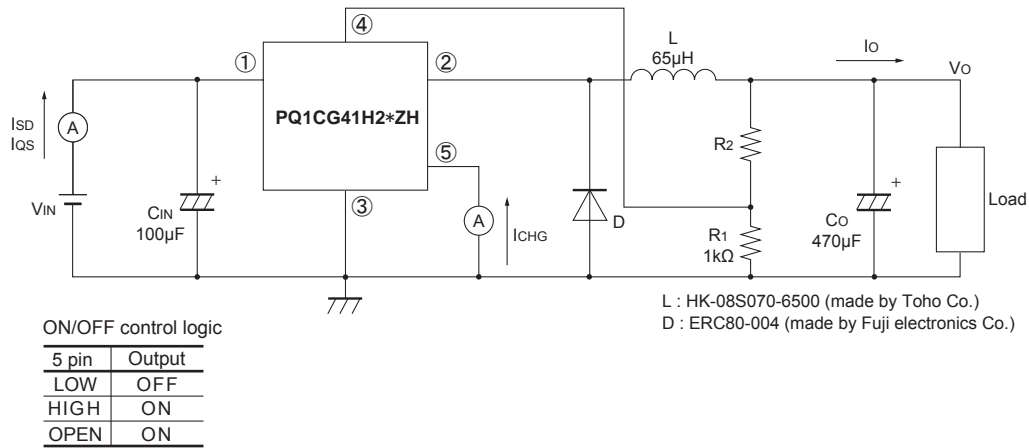 ④
L
65μH
IO
VO
①
②
PQ1CG41H2*ZH
ISD
IQS
A
⑤
R2
VIN
+
CIN
100μF
③
A
ICHG
D
R1
1kΩ
+
CO
470μF
Load
L : HK-08S070-6500 (made by Toho Co.)
D : ERC80-004 (made by Fuji electronics Co.)
ON/OFF control logic
5 pin Output
LOW OFF
HIGH ON
OPEN ON